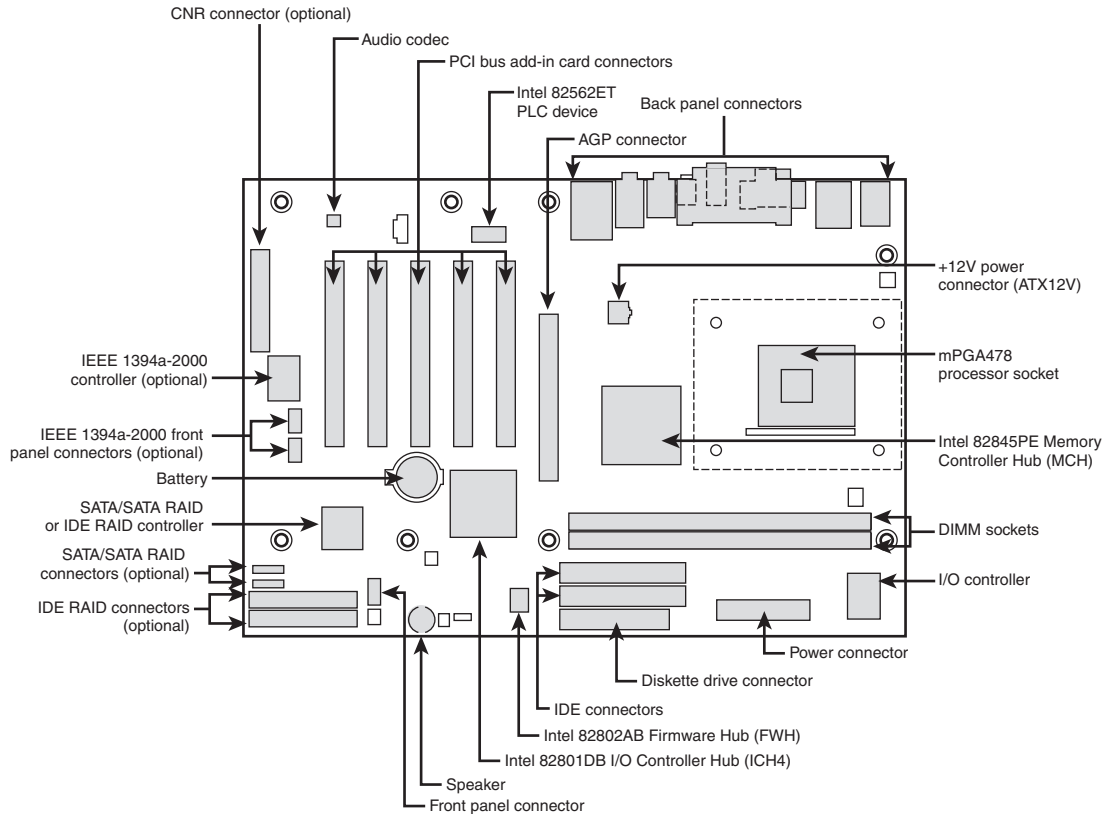 CNR connector (optional)
Audio codec
PCI bus add-in card connectors
Intel 82562ET
PLC device
Back panel connectors
AGP connector
+12V power
connector (ATX12V)
IEEE 1394a-2000
controller (optional)
mPGA478
processor socket
IEEE 1394a-2000 front
panel connectors (optional)
Intel 82845PE Memory
Controller Hub (MCH)
Battery
SATA/SATA RAID
or IDE RAID controller
DIMM sockets
SATA/SATA RAID
connectors (optional)
I/O controller
IDE RAID connectors
(optional)
Power connector
Diskette drive connector
IDE connectors
Intel 82802AB Firmware Hub (FWH)
Intel 82801DB I/O Controller Hub (ICH4)
Speaker
Front panel connector